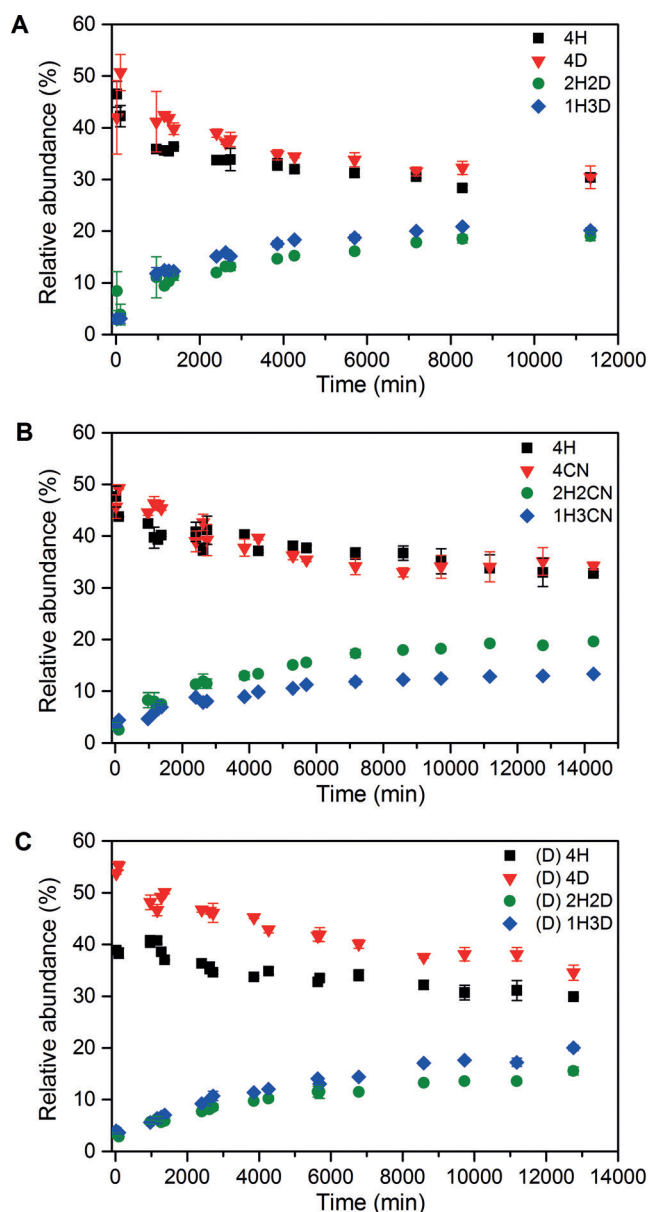 A
60
50
40
30
20
10
0
Relative abundance (%)
4H
4D
2H2D
1H3D
0 2000 4000 6000 8000 10000 12000
Time (min)
B
60
50
40
30
20
10
0
Relative abundance (%)
4H
4CN
2H2CN
1H3CN
0 2000 4000 6000 8000 10000 12000 14000
Time (min)
C
60
50
40
30
20
10
0
Relative abundance (%)
(D) 4H
(D) 4D
(D) 2H2D
(D) 1H3D
0 2000 4000 6000 8000 10000 12000 14000
Time (min)